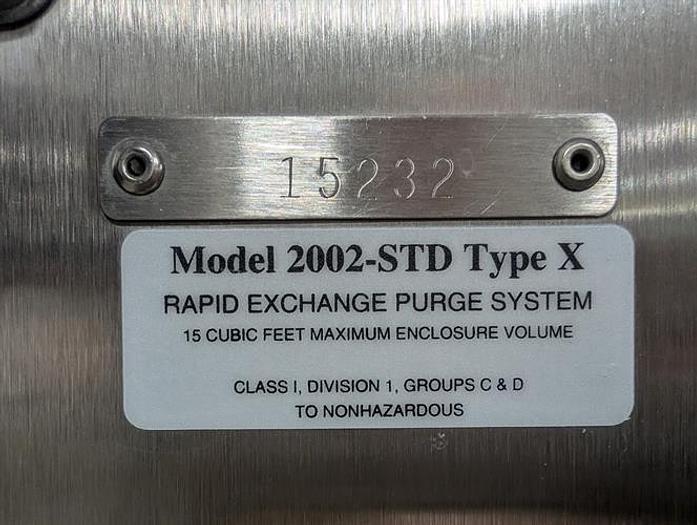 15232
Model 2002-STD Type X
RAPID EXCHANGE PURGE SYSTEM
15 CUBIC FEET MAXIMUM ENCLOSURE VOLUME
CLASS I, DIVISION 1, GROUPS C & D
TO NONHAZARDOUS